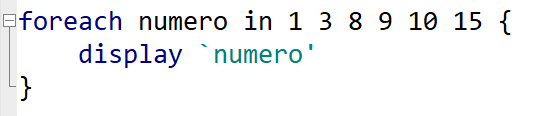 foreach numero in 1 3 8 9 10 15 {
    display `numero'
}